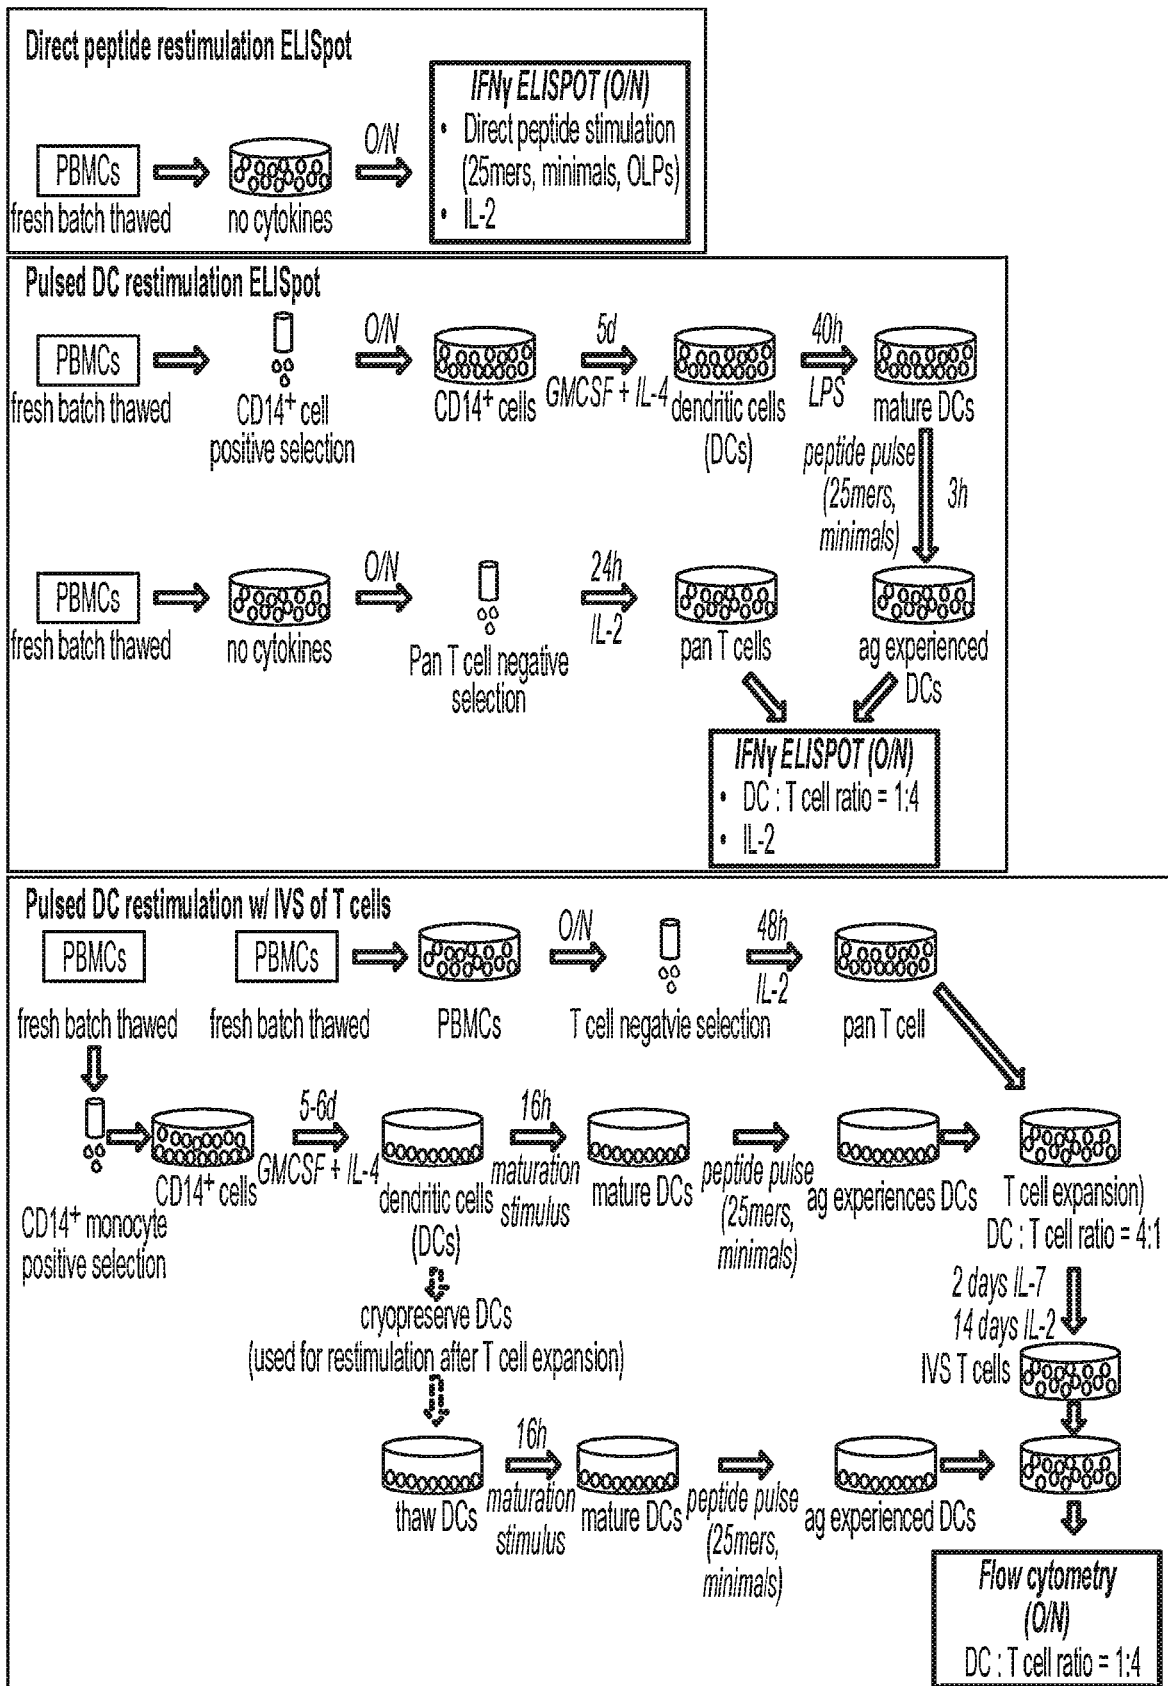 Direct peptide restimulation ELISpot
PBMCs
fresh batch thawed
no cytokines
O/N
IFNγ ELISPOT (O/N)
• Direct peptide stimulation
(25mers, minimals, OLPs)
• IL-2
Pulsed DC restimulation ELISpot
PBMCs
fresh batch thawed
CD14+ cell
positive selection
O/N
CD14+ cells
5d
GMCSF + IL-4
dendritic cells
(DCs)
40h
LPS
mature DCs
peptide pulse
(25mers,
minimals)
3h
PBMCs
fresh batch thawed
no cytokines
O/N
Pan T cell negative
selection
24h
IL-2
pan T cells
ag experienced
DCs
IFNγ ELISPOT (O/N)
• DC : T cell ratio = 1:4
• IL-2
Pulsed DC restimulation w/ IVS of T cells
PBMCs
fresh batch thawed
PBMCs
fresh batch thawed
PBMCs
O/N
T cell negatvie selection
48h
IL-2
pan T cell
CD14+ monocyte
positive selection
CD14+ cells
5-6d
GMCSF + IL-4
dendritic cells
(DCs)
16h
maturation
stimulus
mature DCs
peptide pulse
(25mers,
minimals)
ag experiences DCs
T cell expansion)
DC : T cell ratio = 4:1
2 days IL-7
14 days IL-2
IVS T cells
cryopreserve DCs
(used for restimulation after T cell expansion)
thaw DCs
16h
maturation
stimulus
mature DCs
peptide pulse
(25mers,
minimals)
ag experienced DCs
Flow cytometry
(O/N)
DC : T cell ratio = 1:4